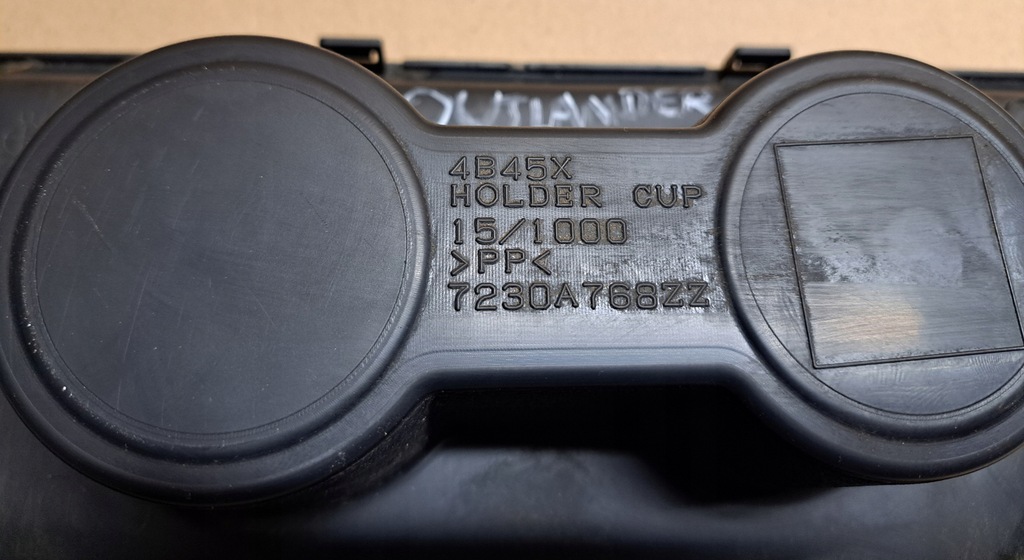 OUTLANDER
4B45X
HOLDER CUP
15/1000
>PP<
7230A768ZZ